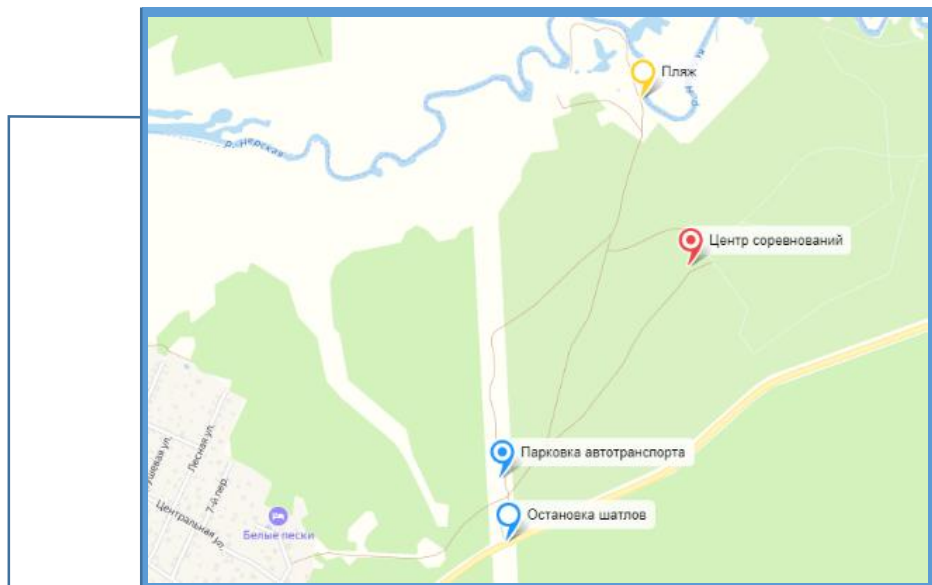 Пляж
р. Нерская
Центр соревнований
Парковка автотранспорта
Остановка шатлов
Лесная ул.
7-й пер.
Центральная ул.
Белые пески